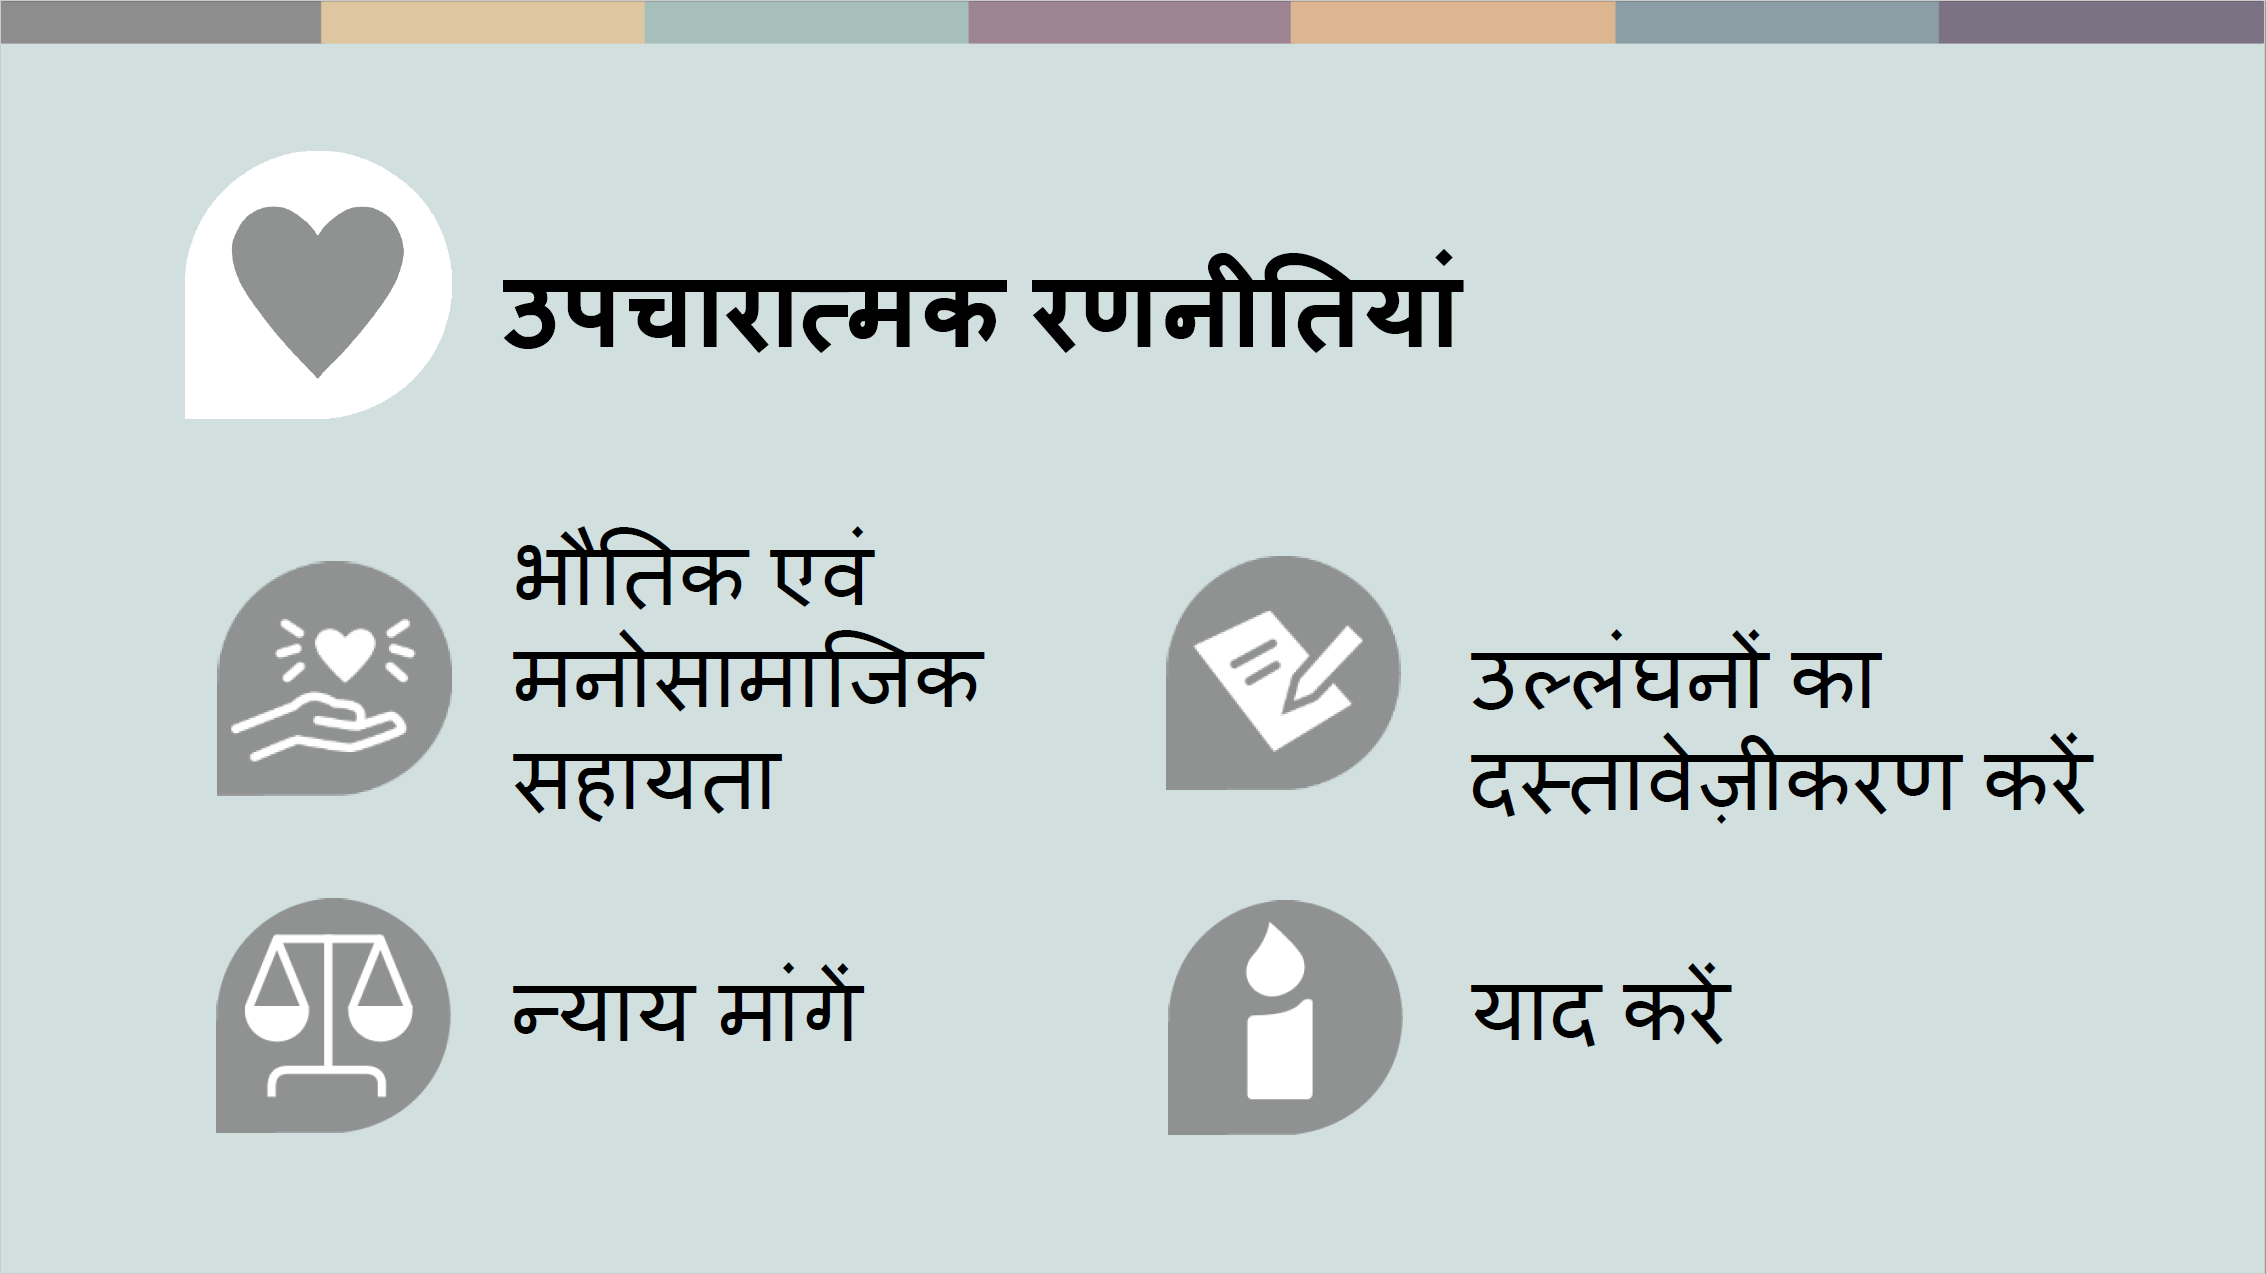 उपचारात्मक रणनीतियां
भौतिक एवं
मनोसामाजिक
सहायता
उल्लंघनों का
दस्तावेज़ीकरण करें
न्याय मांगें
याद करें